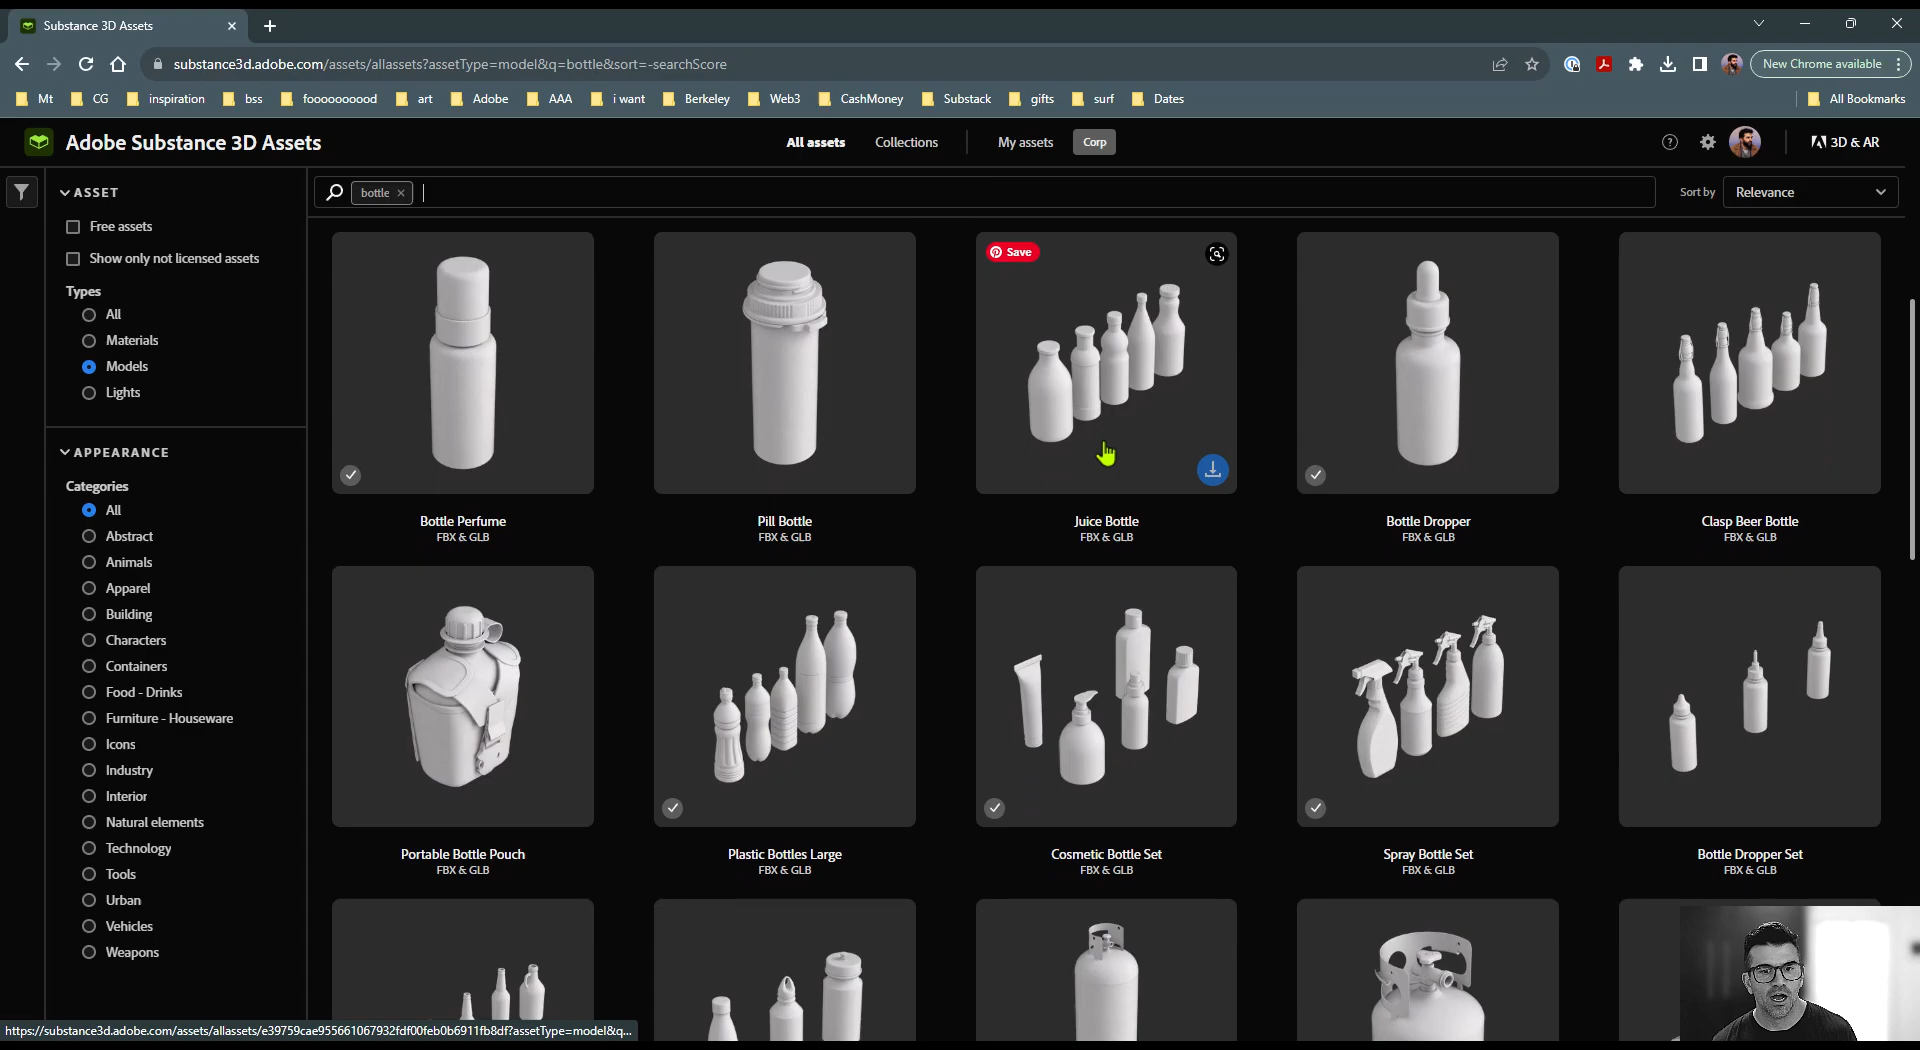 Substance 3D Assets
substance3d.adobe.com/assets/allassets?assetType=model&q=bottle&sort=-searchScore
New Chrome available
Mt
CG
inspiration
bss
foooooooood
art
Adobe
AAA
i want
Berkeley
Web3
CashMoney
Substack
gifts
surf
Dates
All Bookmarks
Adobe Substance 3D Assets
All assets
Collections
My assets
Corp
3D & AR
ASSET
Free assets
Show only not licensed assets
Types
All
Materials
Models
Lights
APPEARANCE
Categories
All
Abstract
Animals
Apparel
Building
Characters
Containers
Food - Drinks
Furniture - Houseware
Icons
Industry
Interior
Natural elements
Technology
Tools
Urban
Vehicles
Weapons
bottle
Sort by
Relevance
Save
Bottle Perfume
FBX & GLB
Pill Bottle
FBX & GLB
Juice Bottle
FBX & GLB
Bottle Dropper
FBX & GLB
Clasp Beer Bottle
FBX & GLB
Portable Bottle Pouch
FBX & GLB
Plastic Bottles Large
FBX & GLB
Cosmetic Bottle Set
FBX & GLB
Spray Bottle Set
FBX & GLB
Bottle Dropper Set
FBX & GLB
https://substance3d.adobe.com/assets/allassets/e39759cae955661067932fdf00feb0b6911fb8df?assetType=model&q...